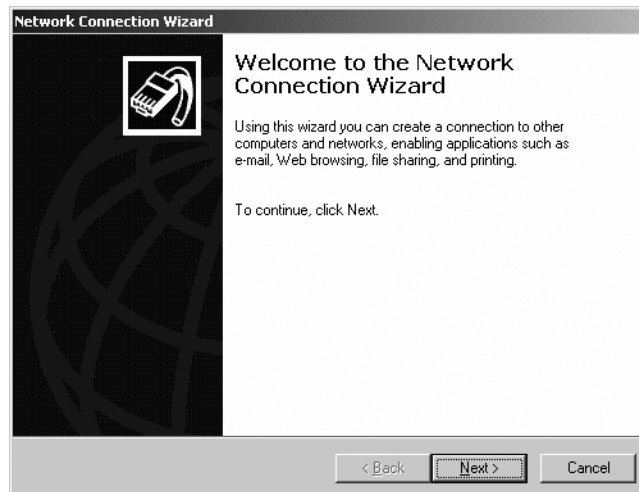 Network Connection Wizard
Welcome to the Network
Connection Wizard
Using this wizard you can create a connection to other
computers and networks, enabling applications such as
e-mail, Web browsing, file sharing, and printing.
To continue, click Next.
< Back
Next >
Cancel